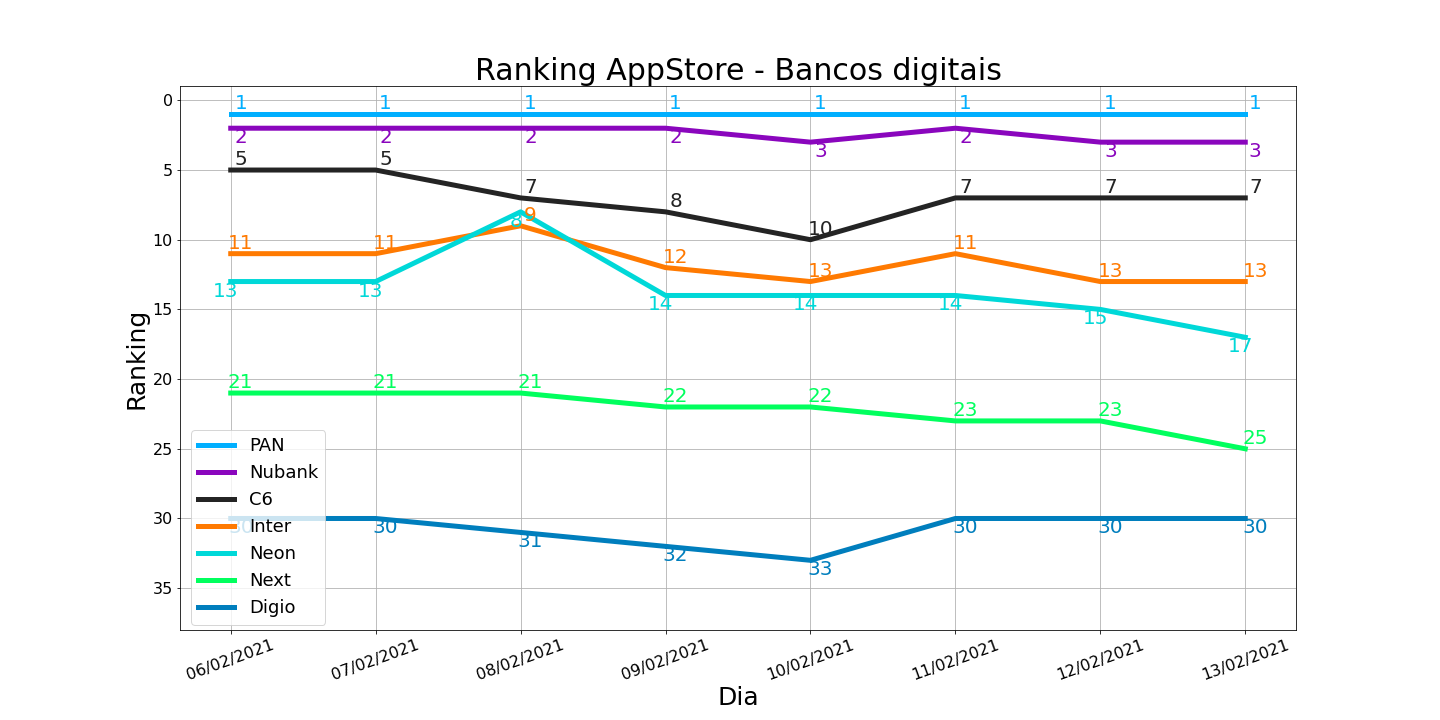 Ranking AppStore - Bancos digitais
0
5
10
15
20
25
30
35
Ranking
1 1 1 1 1 1 1 1
2 2 2 2 3 2 3 3
5 5 7 8 10 7 7 7
11 11 9 12 13 11 13 13
13 13 8 14 14 14 15 17
21 21 21 22 22 23 23 25
30 30 31 32 33 30 30 30
PAN
Nubank
C6
Inter
Neon
Next
Digio
06/02/2021 07/02/2021 08/02/2021 09/02/2021 10/02/2021 11/02/2021 12/02/2021 13/02/2021
Dia